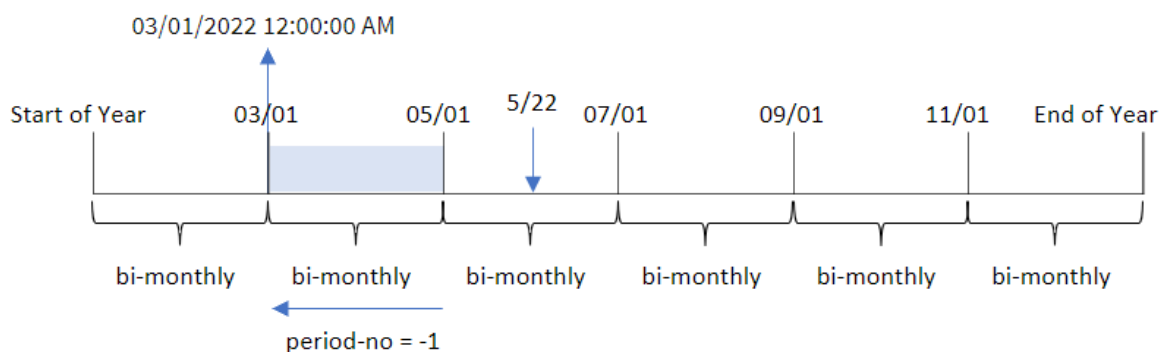 03/01/2022 12:00:00 AM
Start of Year 03/01 05/01 5/22 07/01 09/01 11/01 End of Year
bi-monthly bi-monthly bi-monthly bi-monthly bi-monthly bi-monthly
period-no = -1